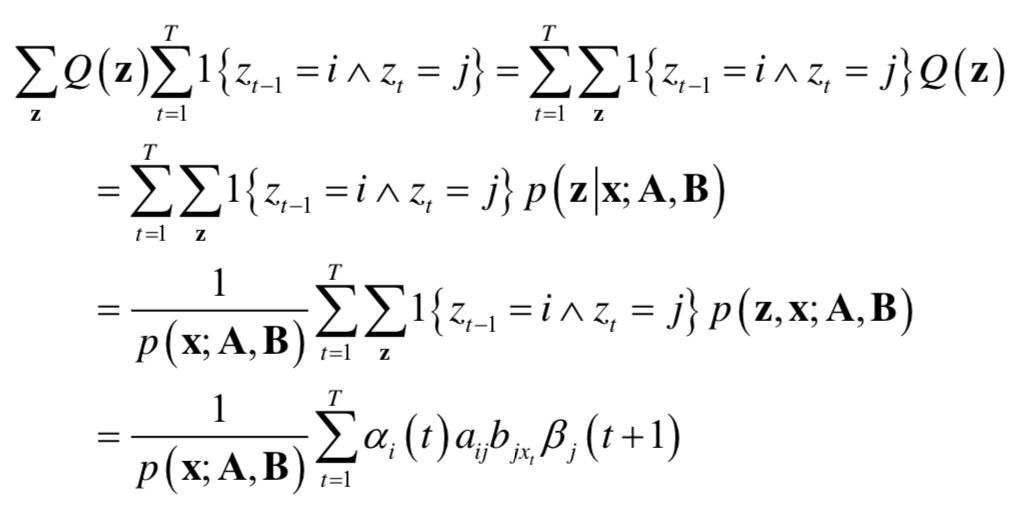 ∑_𝐳 Q(𝐳) ∑_{t=1}^{T} 1{z_{t−1} = i ∧ z_t = j} = ∑_{t=1}^{T} ∑_𝐳 1{z_{t−1} = i ∧ z_t = j} Q(𝐳)
= ∑_{t=1}^{T} ∑_𝐳 1{z_{t−1} = i ∧ z_t = j} p(𝐳|𝐱; 𝐀, 𝐁)
= 1/p(𝐱; 𝐀, 𝐁) ∑_{t=1}^{T} ∑_𝐳 1{z_{t−1} = i ∧ z_t = j} p(𝐳, 𝐱; 𝐀, 𝐁)
= 1/p(𝐱; 𝐀, 𝐁) ∑_{t=1}^{T} α_i(t) a_{ij} b_{jx_t} β_j(t+1)